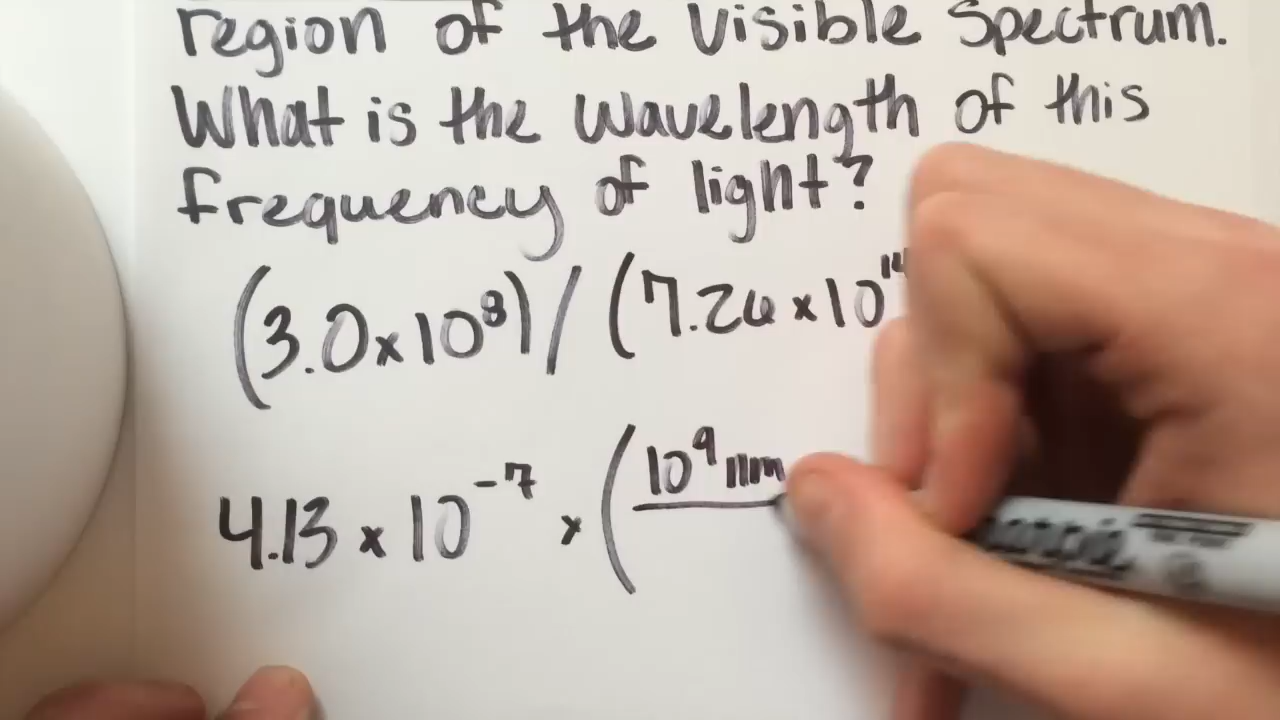 region of the visible spectrum.
What is the wavelength of this
frequency of light?
(3.0x10⁸) / (7.26x10¹⁴
4.13 x 10⁻⁷ x (10⁹ nm